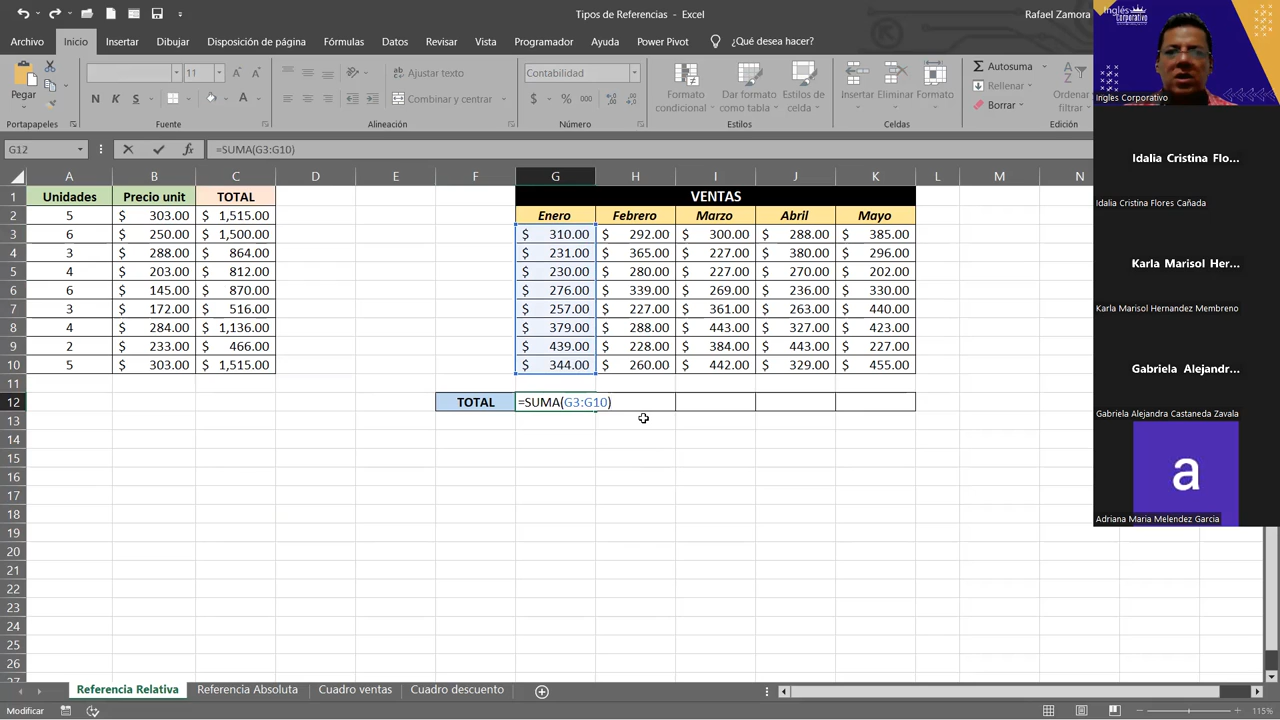 Tipos de Referencias - Excel
Rafael Zamora
Archivo Inicio Insertar Dibujar Disposición de página Fórmulas Datos Revisar Vista Programador Ayuda Power Pivot ¿Qué desea hacer?
Pegar
11
N K S
Ajustar texto
Combinar y centrar
Contabilidad
$ % 000
Formato condicional
Dar formato como tabla
Estilos de celda
Insertar Eliminar Formato
Autosuma
Rellenar
Borrar
Ordenar
filtrar
Portapapeles Fuente Alineación Número Estilos Celdas Edición
G12 fx =SUMA(G3:G10)
A B C D E F G H I J K L M N
1 Unidades Precio unit TOTAL VENTAS
2 5 $ 303.00 $ 1,515.00 Enero Febrero Marzo Abril Mayo
3 6 $ 250.00 $ 1,500.00 $ 310.00 $ 292.00 $ 300.00 $ 288.00 $ 385.00
4 3 $ 288.00 $ 864.00 $ 231.00 $ 365.00 $ 227.00 $ 380.00 $ 296.00
5 4 $ 203.00 $ 812.00 $ 230.00 $ 280.00 $ 227.00 $ 270.00 $ 202.00
6 6 $ 145.00 $ 870.00 $ 276.00 $ 339.00 $ 269.00 $ 236.00 $ 330.00
7 3 $ 172.00 $ 516.00 $ 257.00 $ 227.00 $ 361.00 $ 263.00 $ 440.00
8 4 $ 284.00 $ 1,136.00 $ 379.00 $ 288.00 $ 443.00 $ 327.00 $ 423.00
9 2 $ 233.00 $ 466.00 $ 439.00 $ 228.00 $ 384.00 $ 443.00 $ 227.00
10 5 $ 303.00 $ 1,515.00 $ 344.00 $ 260.00 $ 442.00 $ 329.00 $ 455.00
11
12 TOTAL =SUMA(G3:G10)
13
14
15
16
17
18
19
20
21
22
23
24
25
26
27
Referencia Relativa Referencia Absoluta Cuadro ventas Cuadro descuento
Modificar
115%
Inglés
Corporativo
Ingles Corporativo
Idalia Cristina Flo...
Idalia Cristina Flores Cañada
Karla Marisol Her...
Karla Marisol Hernandez Membreno
Gabriela Alejandr...
Gabriela Alejandra Castaneda Zavala
a
Adriana Maria Melendez Garcia